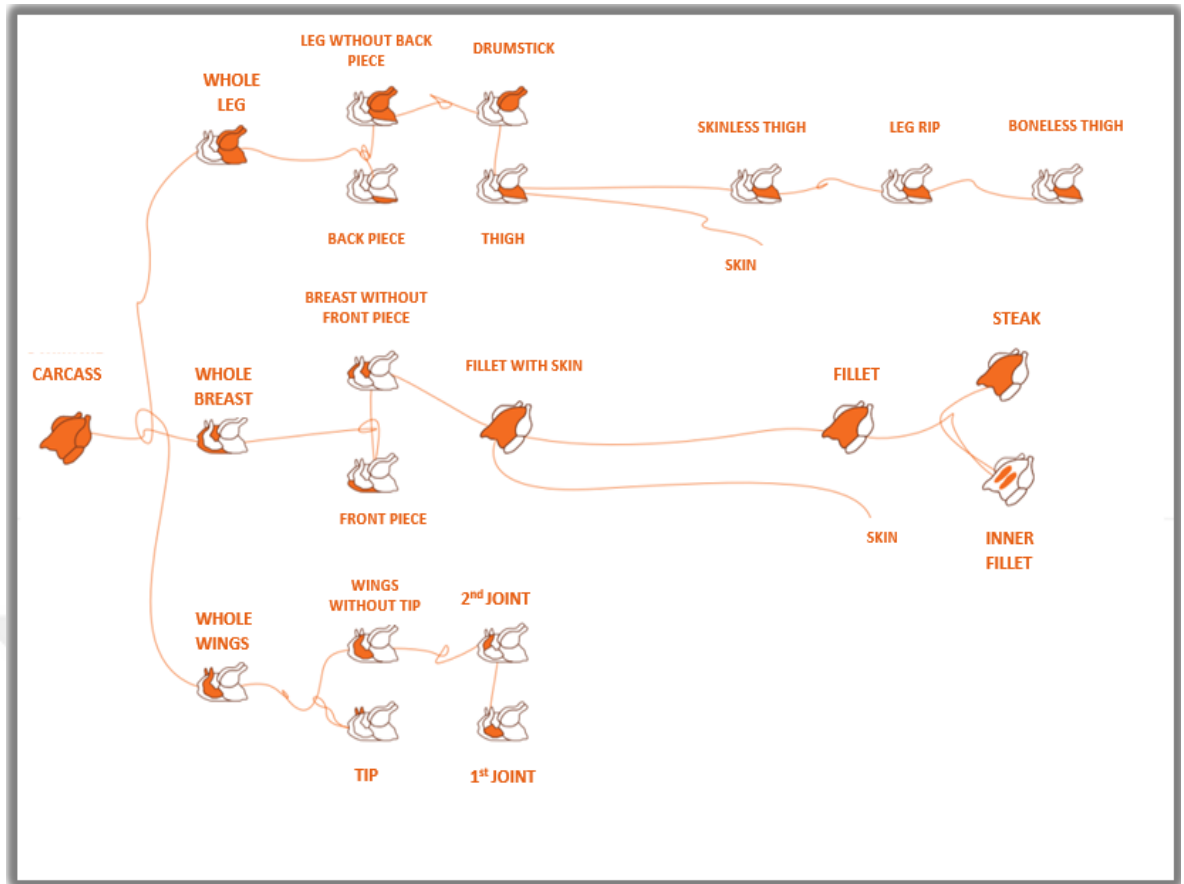 LEG WTHOUT BACK
PIECE
DRUMSTICK
WHOLE
LEG
SKINLESS THIGH
LEG RIP
BONELESS THIGH
BACK PIECE
THIGH
SKIN
BREAST WITHOUT
FRONT PIECE
STEAK
CARCASS
WHOLE
BREAST
FILLET WITH SKIN
FILLET
FRONT PIECE
SKIN
INNER
FILLET
WINGS
WITHOUT TIP
2nd JOINT
WHOLE
WINGS
TIP
1st JOINT